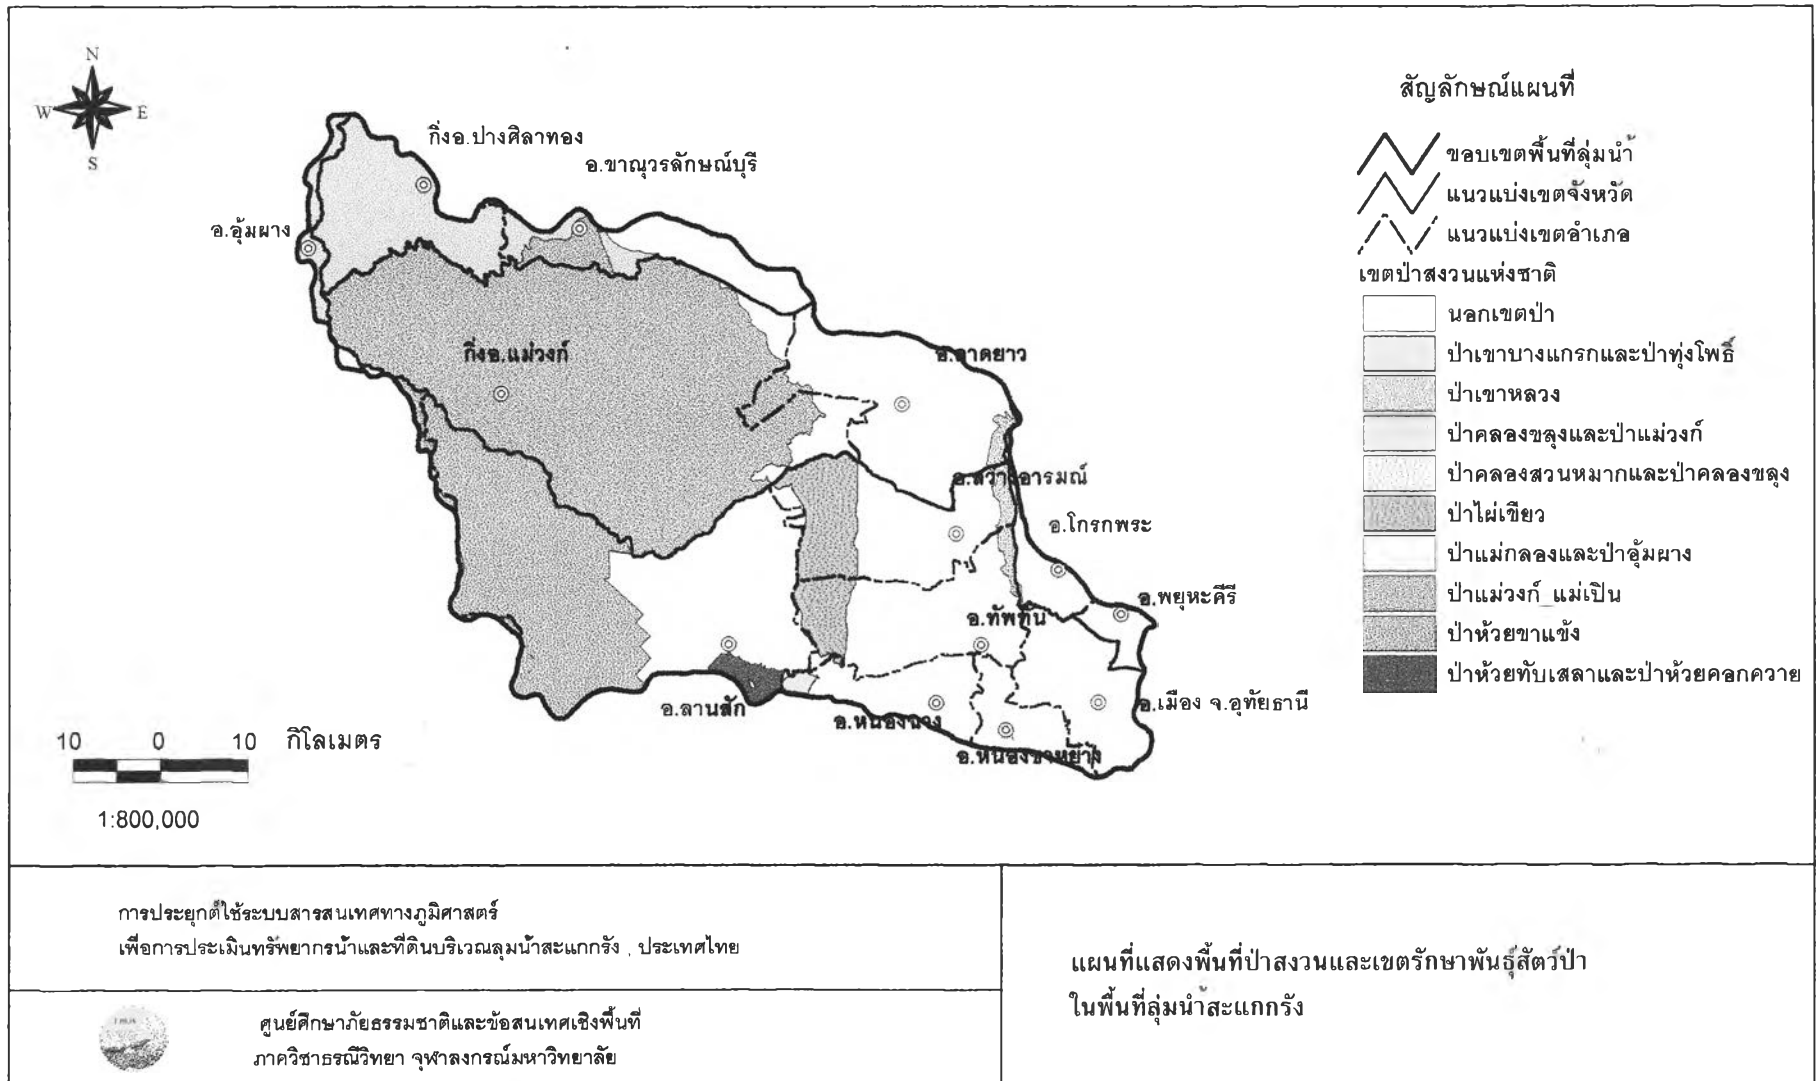 N
W E
S
กิ่งอ.ปางศิลาทอง
อ.ขาณุวรลักษณ์บุรี
อ.อุ้มผาง
กิ่งอ.แม่วงก์
อ.ลาดยาว
อ.สว่างอารมณ์
อ.โกรกพระ
อ.พยุหะคีรี
อ.ทัพทัน
อ.ลานสัก
อ.หนองฉาง
อ.เมือง จ.อุทัยธานี
อ.หนองขาหย่าง
10 0 10 กิโลเมตร
1:800,000
สัญลักษณ์แผนที่
ขอบเขตพื้นที่ลุ่มน้ำ
แนวแบ่งเขตจังหวัด
แนวแบ่งเขตอำเภอ
เขตป่าสงวนแห่งชาติ
นอกเขตป่า
ป่าเขาบางแกรกและป่าทุ่งโพธิ์
ป่าเขาหลวง
ป่าคลองขลุงและป่าแม่วงก์
ป่าคลองสวนหมากและป่าคลองขลุง
ป่าไผ่เขียว
ป่าแม่กลองและป่าอุ้มผาง
ป่าแม่วงก์_แม่เปิน
ป่าห้วยขาแข้ง
ป่าห้วยทับเสลาและป่าห้วยคอกควาย
การประยุกต์ใช้ระบบสารสนเทศทางภูมิศาสตร์
เพื่อการประเมินทรัพยากรน้ำและที่ดินบริเวณลุมน้ำสะแกกรัง , ประเทศไทย
ศูนย์ศึกษาภัยธรรมชาติและข้อสนเทศเชิงพื้นที่
ภาควิชาธรณีวิทยา จุฬาลงกรณ์มหาวิทยาลัย
แผนที่แสดงพื้นที่ป่าสงวนและเขตรักษาพันธุ์สัตว์ป่า
ในพื้นที่ลุ่มน้ำสะแกกรัง